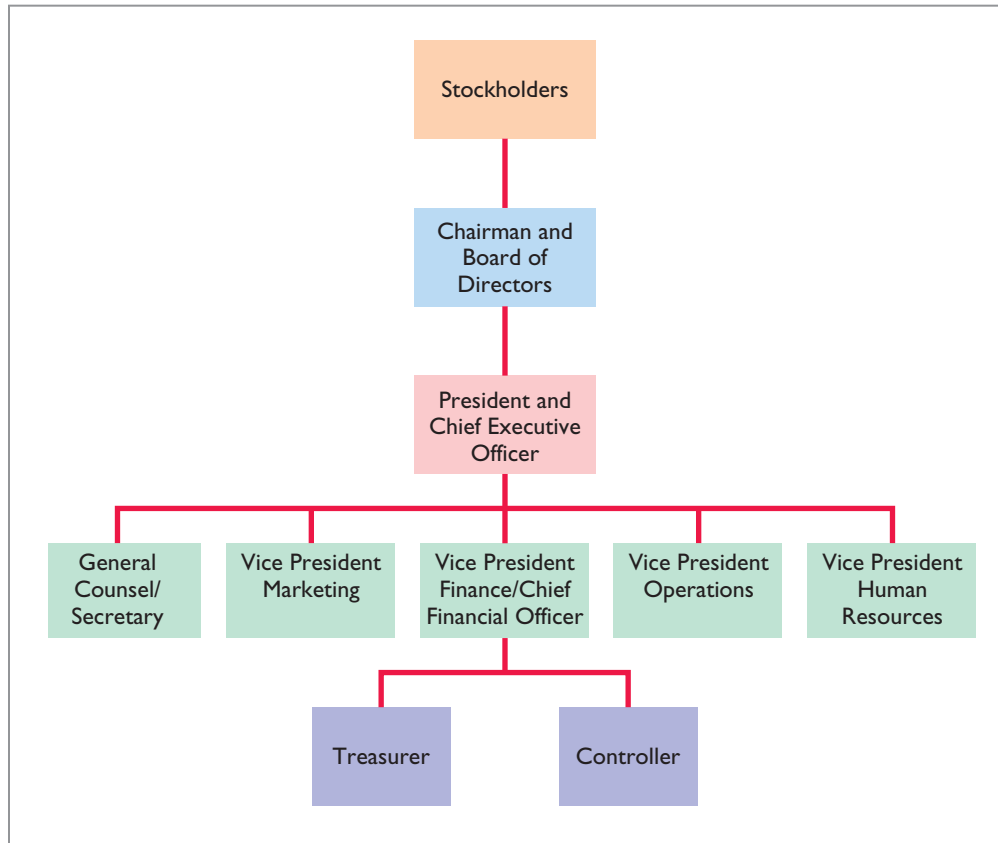 Stockholders
Chairman and
Board of
Directors
President and
Chief Executive
Officer
General
Counsel/
Secretary
Vice President
Marketing
Vice President
Finance/Chief
Financial Officer
Vice President
Operations
Vice President
Human
Resources
Treasurer
Controller